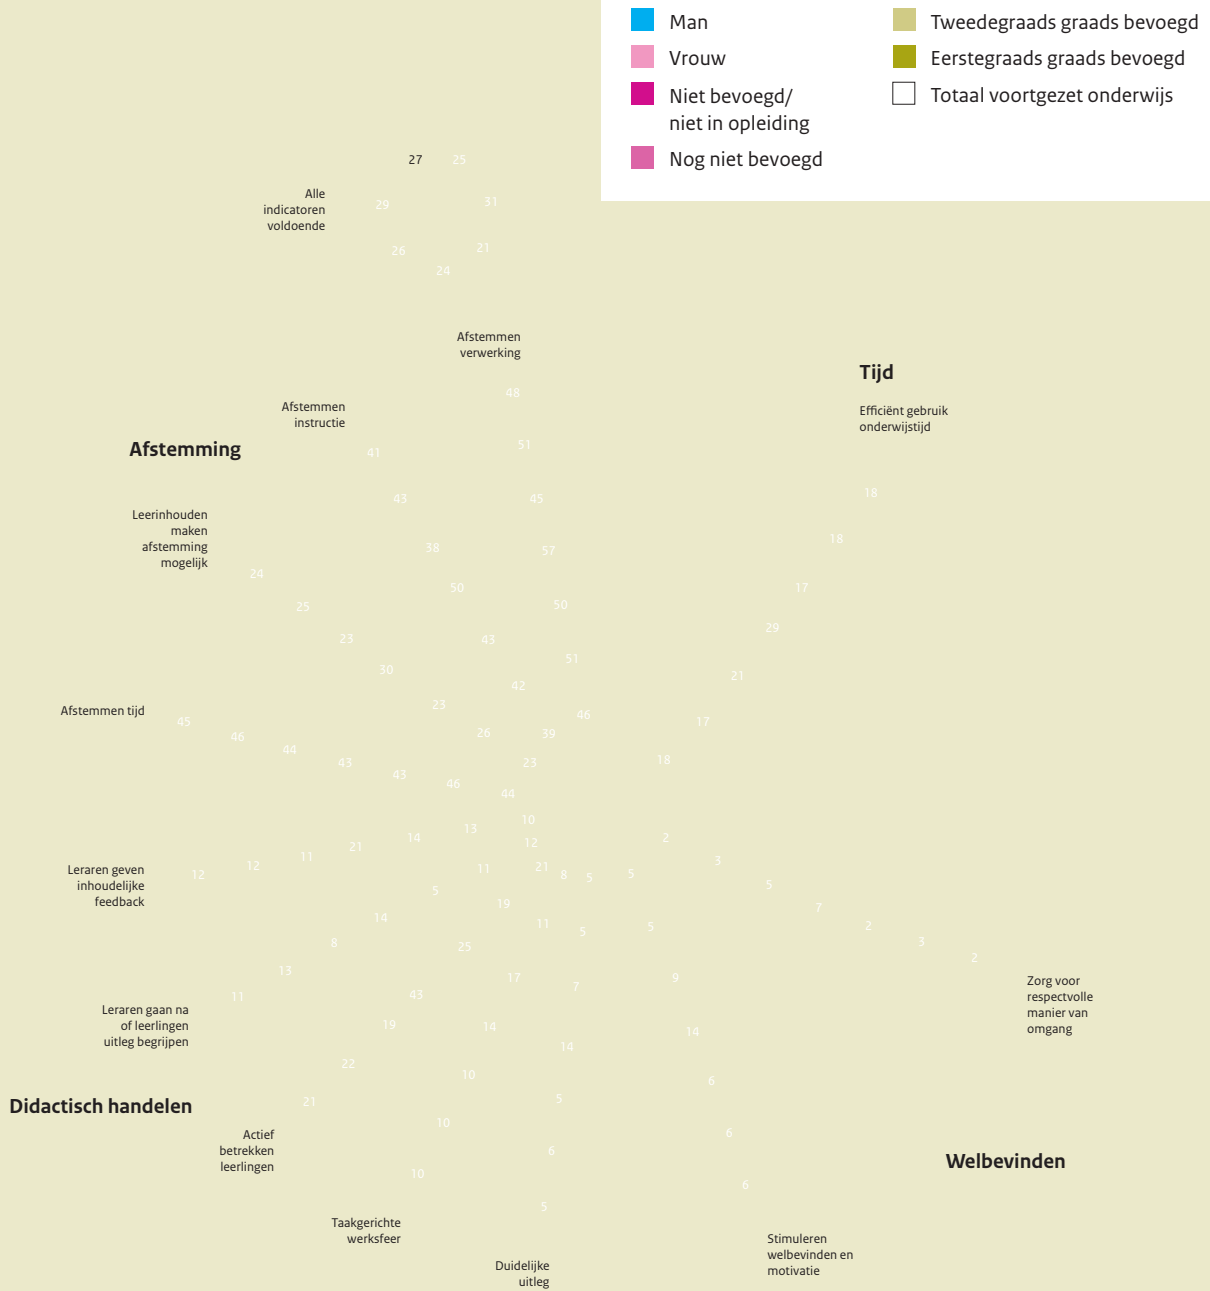 Man
Vrouw
Niet bevoegd/
niet in opleiding
Nog niet bevoegd
Tweedegraads graads bevoegd
Eerstegraads graads bevoegd
Totaal voortgezet onderwijs
27
25
Alle
indicatoren
voldoende
29
31
26
21
24
Afstemmen
verwerking
48
51
45
57
50
51
46
Afstemming
Afstemmen
instructie
41
43
38
50
43
42
39
Leerinhouden
maken
afstemming
mogelijk
24
25
23
30
23
26
23
Afstemmen tijd
45
46
44
43
43
46
44
Tijd
Efficiënt gebruik
onderwijstijd
18
18
17
29
21
17
18
Leraren geven
inhoudelijke
feedback
12
12
11
21
14
13
10
Leraren gaan na
of leerlingen
uitleg begrijpen
11
13
8
14
5
11
12
Didactisch handelen
Actief
betrekken
leerlingen
21
22
19
43
25
19
21
Taakgerichte
werksfeer
10
10
10
14
17
11
8
Duidelijke
uitleg
5
6
5
14
7
5
5
Welbevinden
Stimuleren
welbevinden en
motivatie
6
6
6
14
9
5
5
Zorg voor
respectvolle
manier van
omgang
2
3
2
7
5
3
2